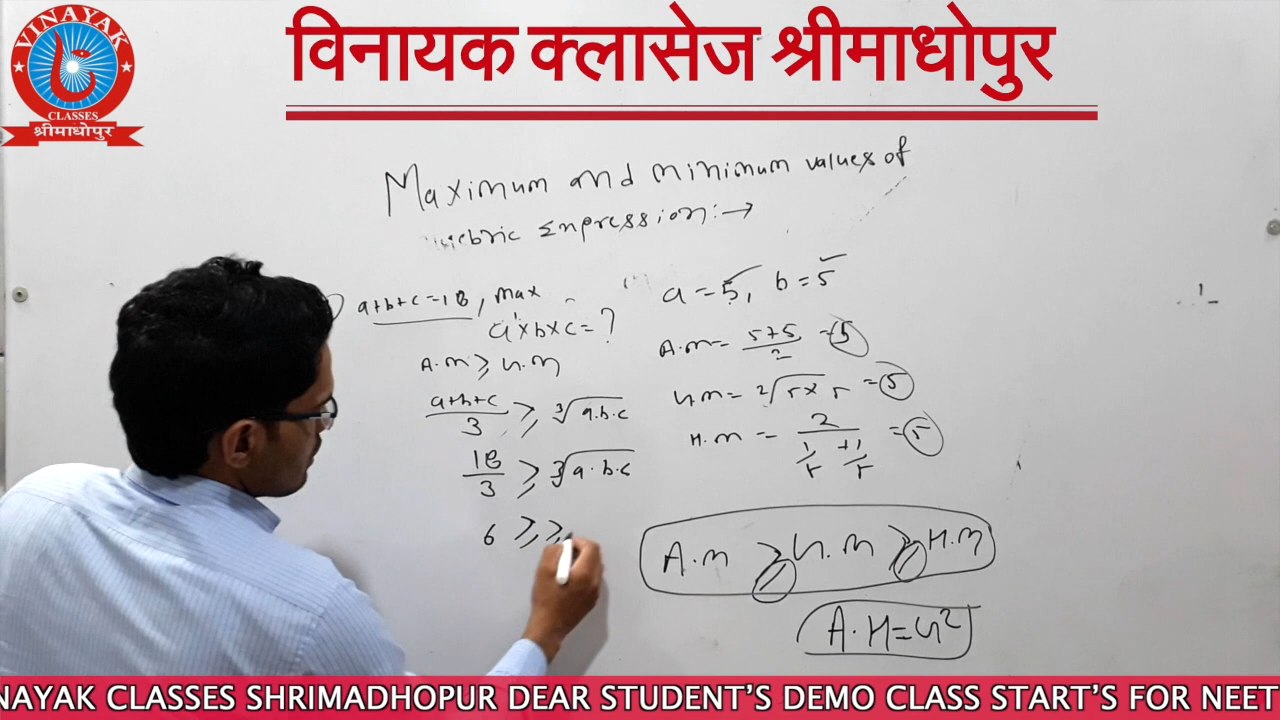 VINAYAK
CLASSES
श्रीमाधोपुर
विनायक क्लासेज श्रीमाधोपुर
Maximum and minimum values of
ebric Expression:→
a+b+c=18, max
a×b×c=?
A.m ≥ G.m
a+b+c/3 ≥ ∛a.b.c
18/3 ≥ ∛a.b.c
6 ≥
a=5, b=5
A.m= 5+5/2 =5
G.m= 2√5×5 =5
H.m = 2/(1/5+1/5) =5
A.m ≥ G.m ≥ H.m
A.H=G²
NAYAK CLASSES SHRIMADHOPUR DEAR STUDENT'S DEMO CLASS START'S FOR NEET